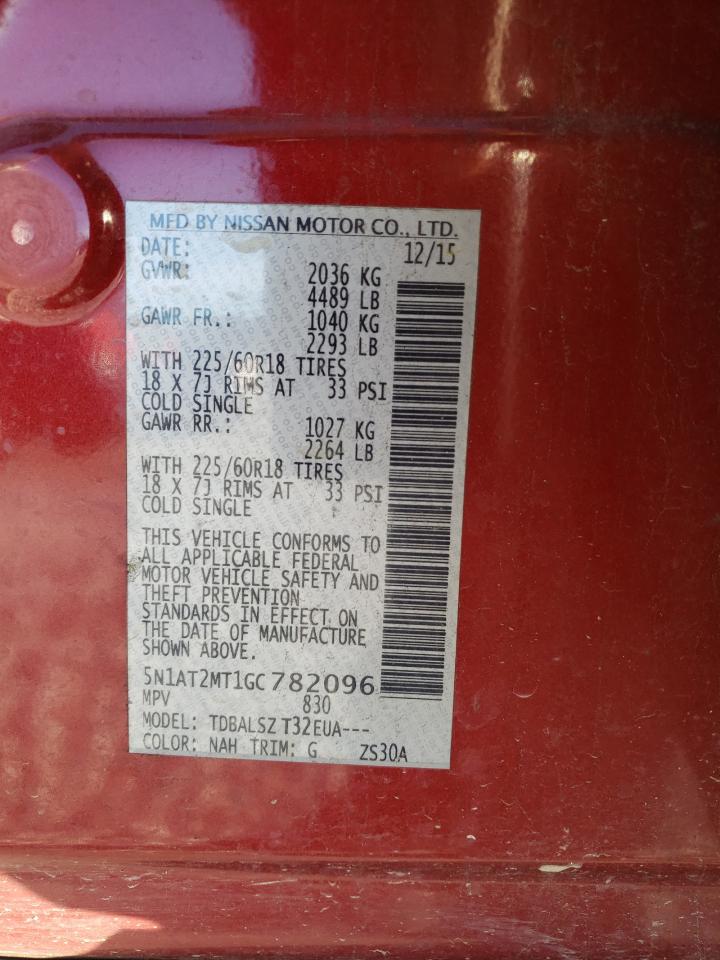 MFD BY NISSAN MOTOR CO., LTD.
DATE: 12/15
GVWR: 2036 KG
4489 LB
GAWR FR.: 1040 KG
2293 LB
WITH 225/60R18 TIRES
18 X 7J RIMS AT 33 PSI
COLD SINGLE
GAWR RR.: 1027 KG
2264 LB
WITH 225/60R18 TIRES
18 X 7J RIMS AT 33 PSI
COLD SINGLE
THIS VEHICLE CONFORMS TO
ALL APPLICABLE FEDERAL
MOTOR VEHICLE SAFETY AND
THEFT PREVENTION
STANDARDS IN EFFECT ON
THE DATE OF MANUFACTURE
SHOWN ABOVE.
5N1AT2MT1GC782096
MPV 830
MODEL: TDBALSZ T32EUA---
COLOR: NAH TRIM: G ZS30A